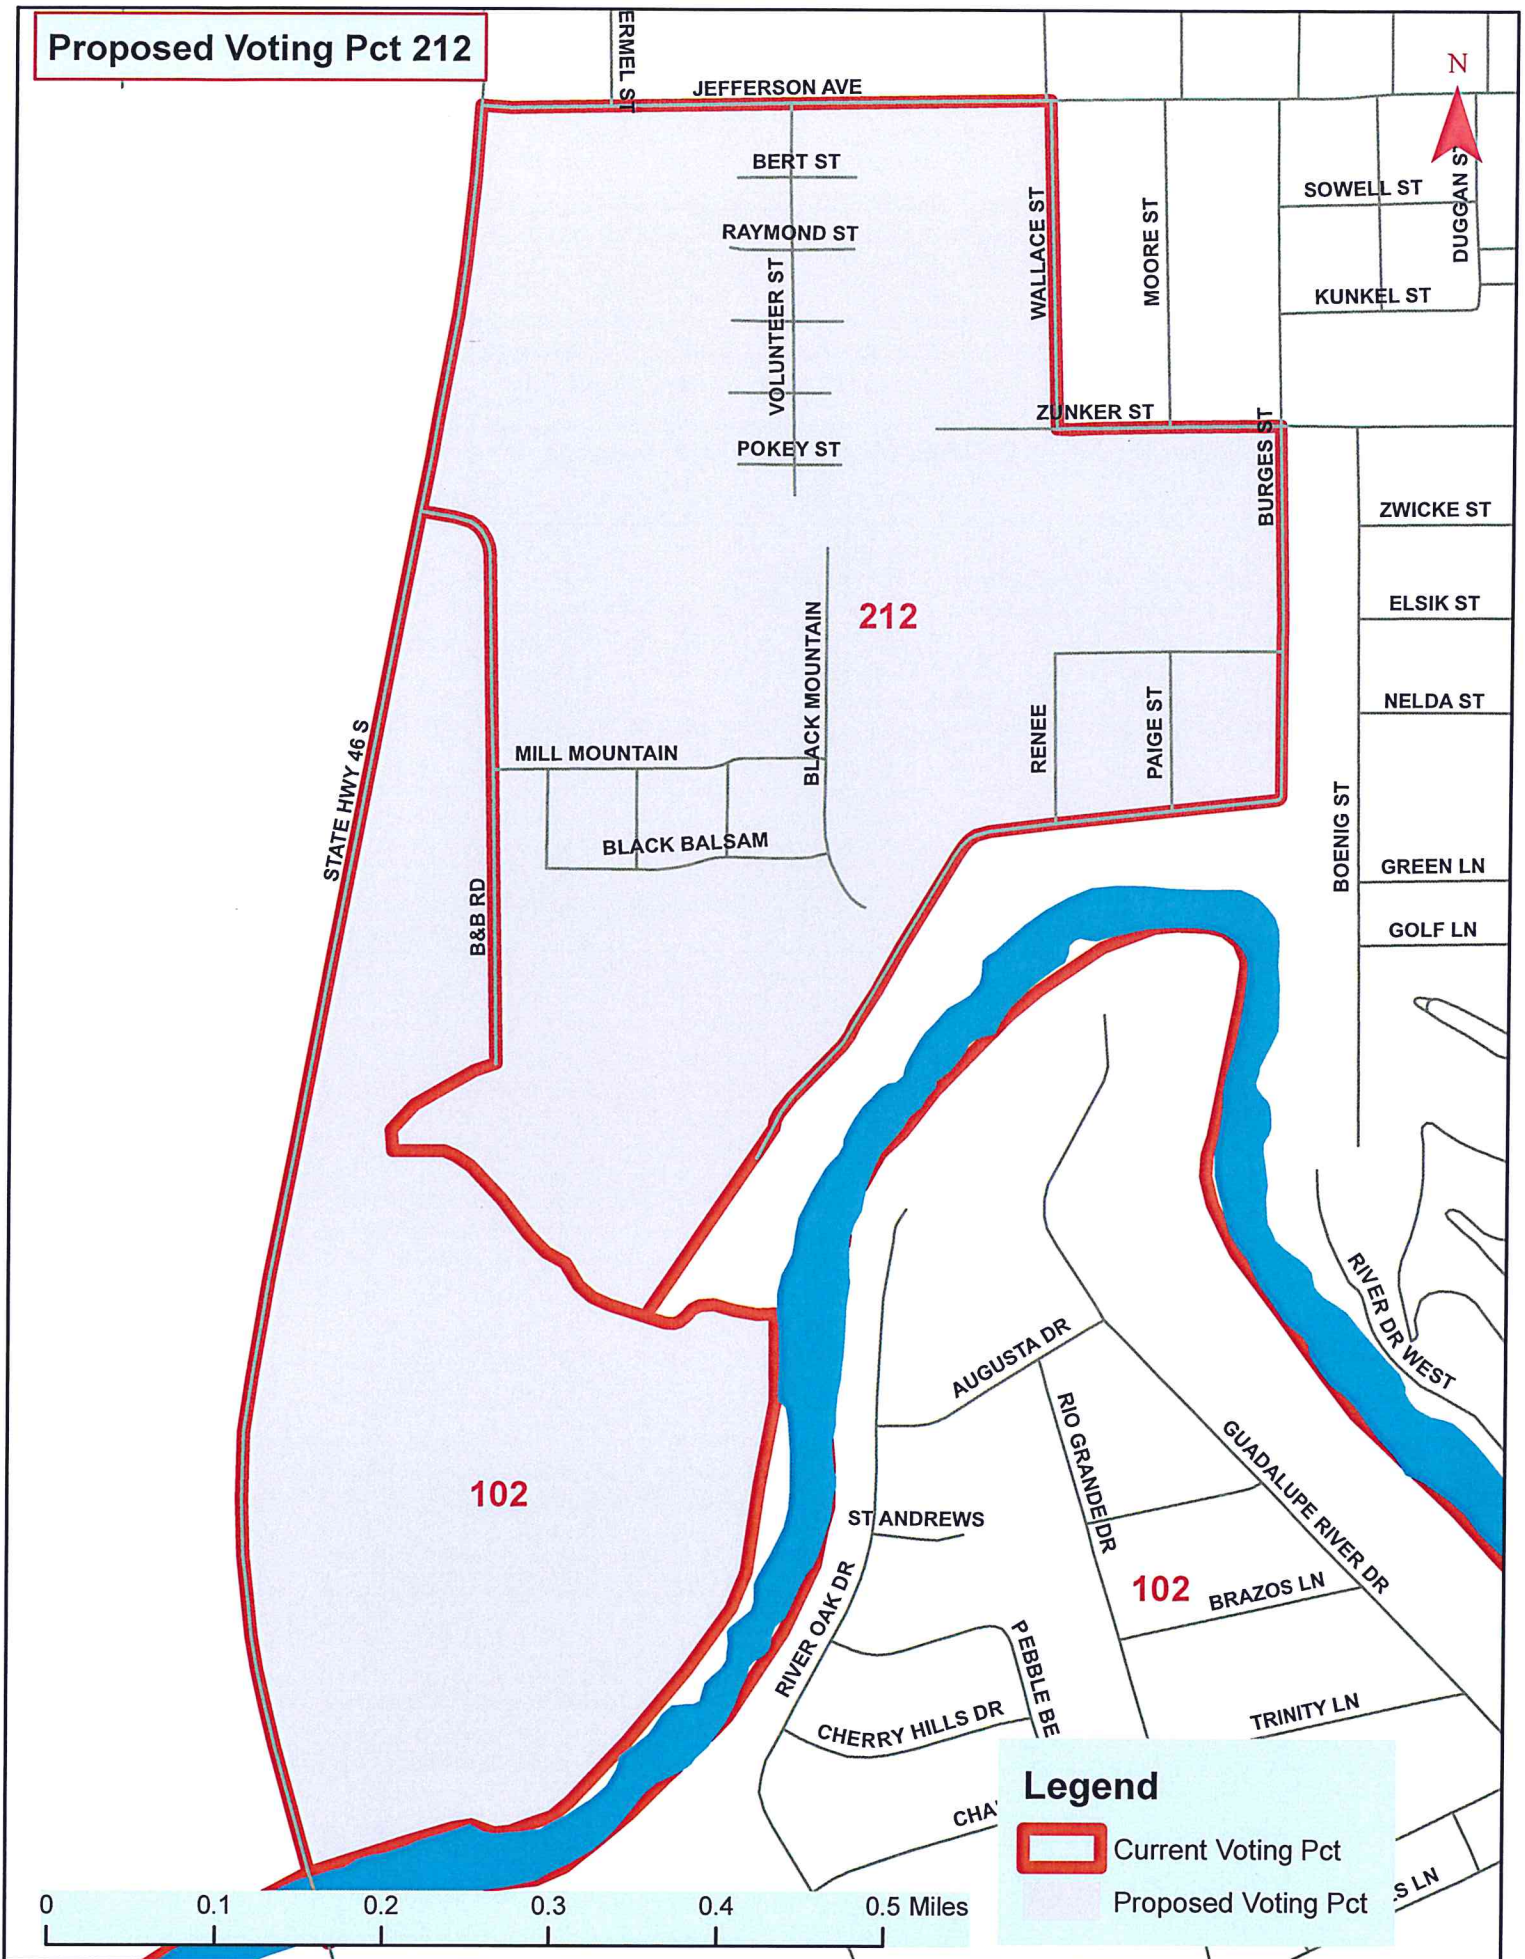 Proposed Voting Pct 212
ERMEL ST
JEFFERSON AVE
N
BERT ST
SOWELL ST
DUGGAN ST
RAYMOND ST
WALLACE ST
MOORE ST
VOLUNTEER ST
KUNKEL ST
ZUNKER ST
BURGES ST
POKEY ST
ZWICKE ST
212
ELSIK ST
BLACK MOUNTAIN
RENEE
PAIGE ST
NELDA ST
STATE HWY 46 S
MILL MOUNTAIN
BLACK BALSAM
BOENIG ST
GREEN LN
B&B RD
GOLF LN
RIVER DR WEST
AUGUSTA DR
RIO GRANDE DR
GUADALUPE RIVER DR
102
ST ANDREWS
RIVER OAK DR
102
BRAZOS LN
PEBBLE BE
CHERRY HILLS DR
TRINITY LN
CHA
Legend
Current Voting Pct
Proposed Voting Pct
S LN
0 0.1 0.2 0.3 0.4 0.5 Miles